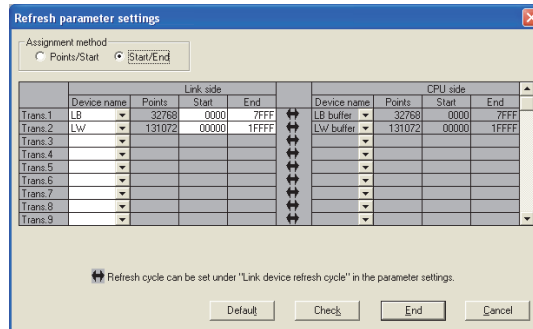 Refresh parameter settings
Assignment method
Points/Start Start/End
Link side CPU side
Device name Points Start End Device name Points Start End
Trans.1 LB 32768 0000 7FFF LB buffer 32768 0000 7FFF
Trans.2 LW 131072 00000 1FFFF LW buffer 131072 00000 1FFFF
Trans.3
Trans.4
Trans.5
Trans.6
Trans.7
Trans.8
Trans.9
Refresh cycle can be set under "Link device refresh cycle" in the parameter settings.
Default Check End Cancel